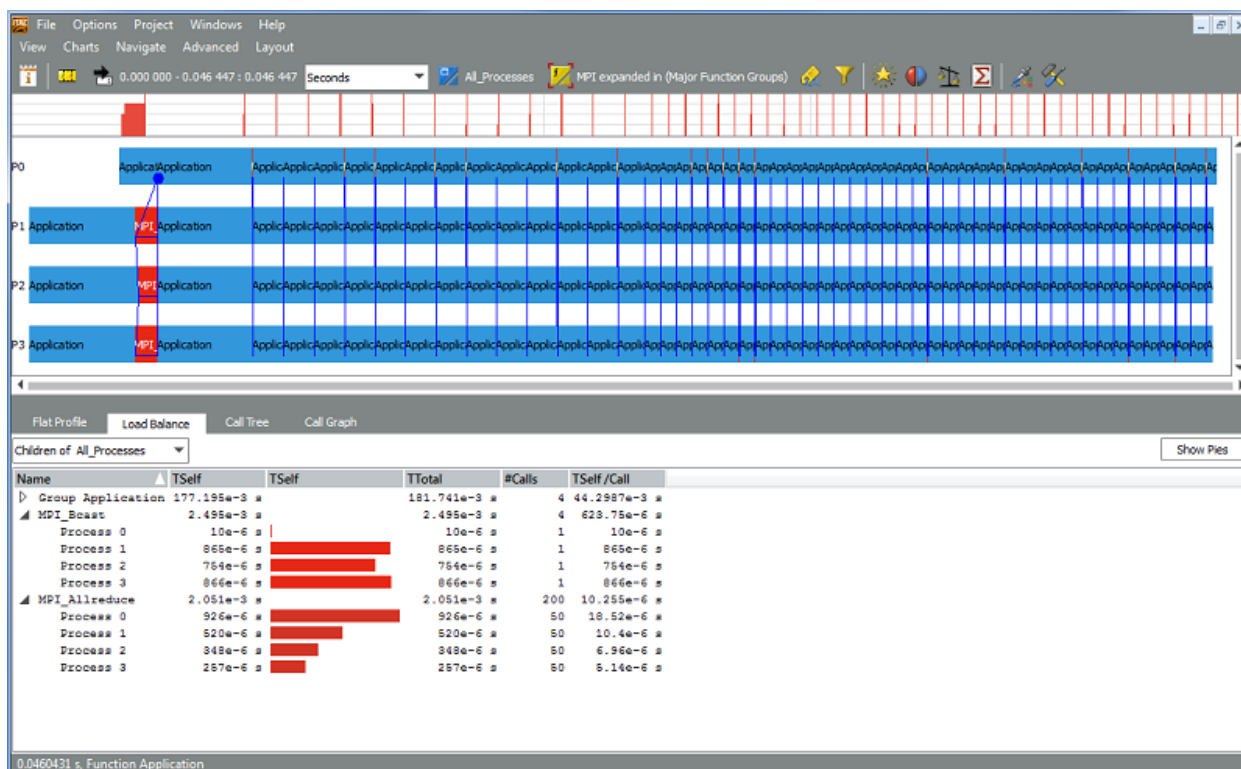 File Options Project Windows Help
View Charts Navigate Advanced Layout
0.000 000 - 0.046 447 : 0.046 447 Seconds All_Processes MPI expanded in (Major Function Groups)
P0 Application
P1 Application MPI_ Application
P2 Application MPI Application
P3 Application MPI_ Application
Flat Profile Load Balance Call Tree Call Graph
Children of All_Processes Show Pies
Name TSelf TSelf TTotal #Calls TSelf /Call
Group Application 177.195e-3 s 181.741e-3 s 4 44.2987e-3 s
MPI_Bcast 2.495e-3 s 2.495e-3 s 4 623.75e-6 s
Process 0 10e-6 s 10e-6 s 1 10e-6 s
Process 1 865e-6 s 865e-6 s 1 865e-6 s
Process 2 754e-6 s 754e-6 s 1 754e-6 s
Process 3 866e-6 s 866e-6 s 1 866e-6 s
MPI_Allreduce 2.051e-3 s 2.051e-3 s 200 10.255e-6 s
Process 0 926e-6 s 926e-6 s 50 18.52e-6 s
Process 1 520e-6 s 520e-6 s 50 10.4e-6 s
Process 2 348e-6 s 348e-6 s 50 6.96e-6 s
Process 3 257e-6 s 257e-6 s 50 5.14e-6 s
0.0460431 s, Function Application